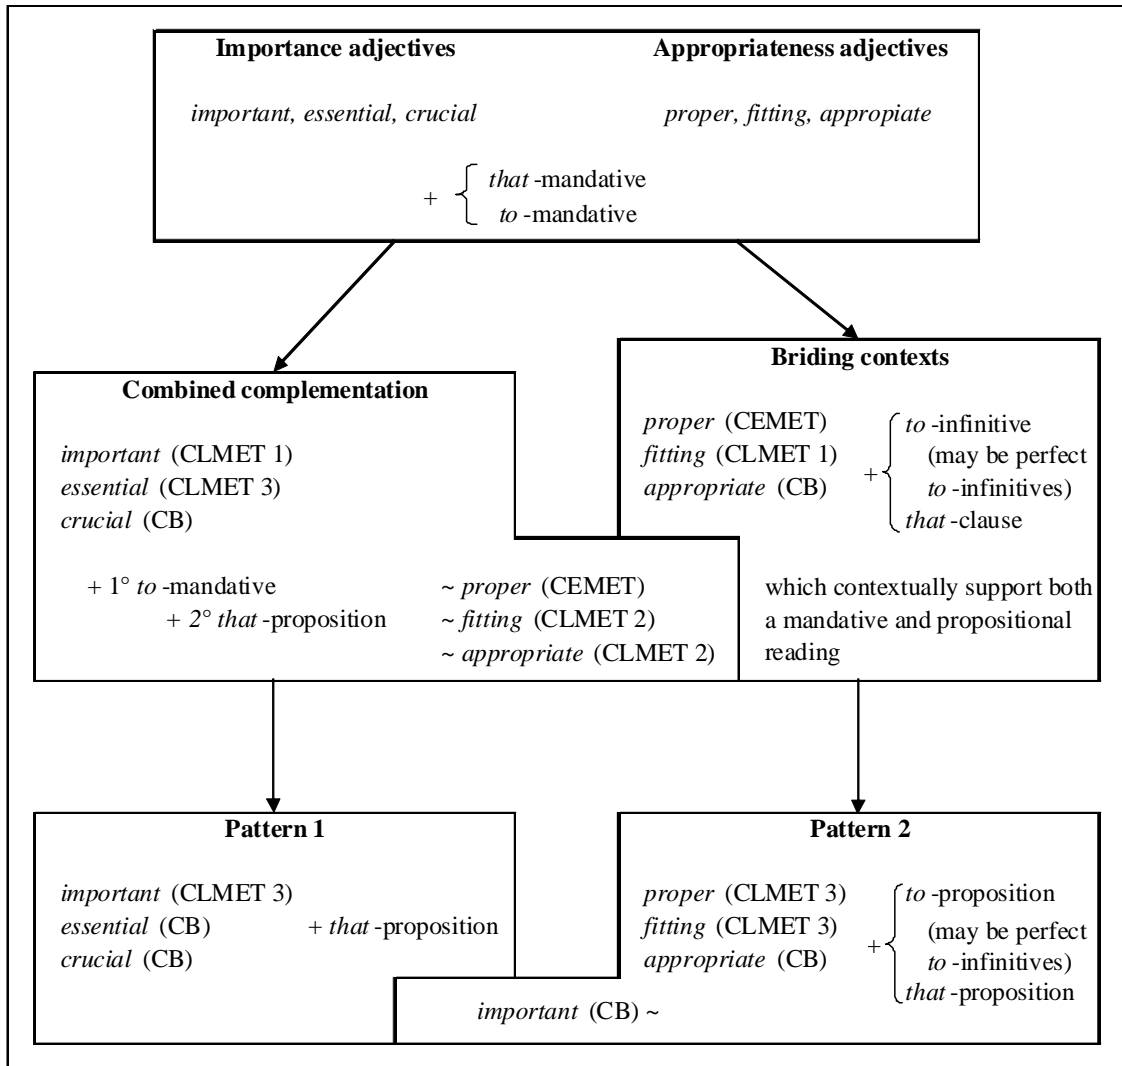 Importance adjectives Appropriateness adjectives
important, essential, crucial proper, fitting, appropiate
+ { that -mandative
to -mandative
Combined complementation
important (CLMET 1)
essential (CLMET 3)
crucial (CB)
+ 1° to -mandative ~ proper (CEMET)
+ 2° that -proposition ~ fitting (CLMET 2)
~ appropriate (CLMET 2)
Briding contexts
proper (CEMET) { to -infinitive
fitting (CLMET 1) + (may be perfect
appropriate (CB) to -infinitives)
that -clause
which contextually support both
a mandative and propositional
reading
Pattern 1
important (CLMET 3)
essential (CB) + that -proposition
crucial (CB)
Pattern 2
proper (CLMET 3) { to -proposition
fitting (CLMET 3) + (may be perfect
appropriate (CB) to -infinitives)
that -proposition
important (CB) ~